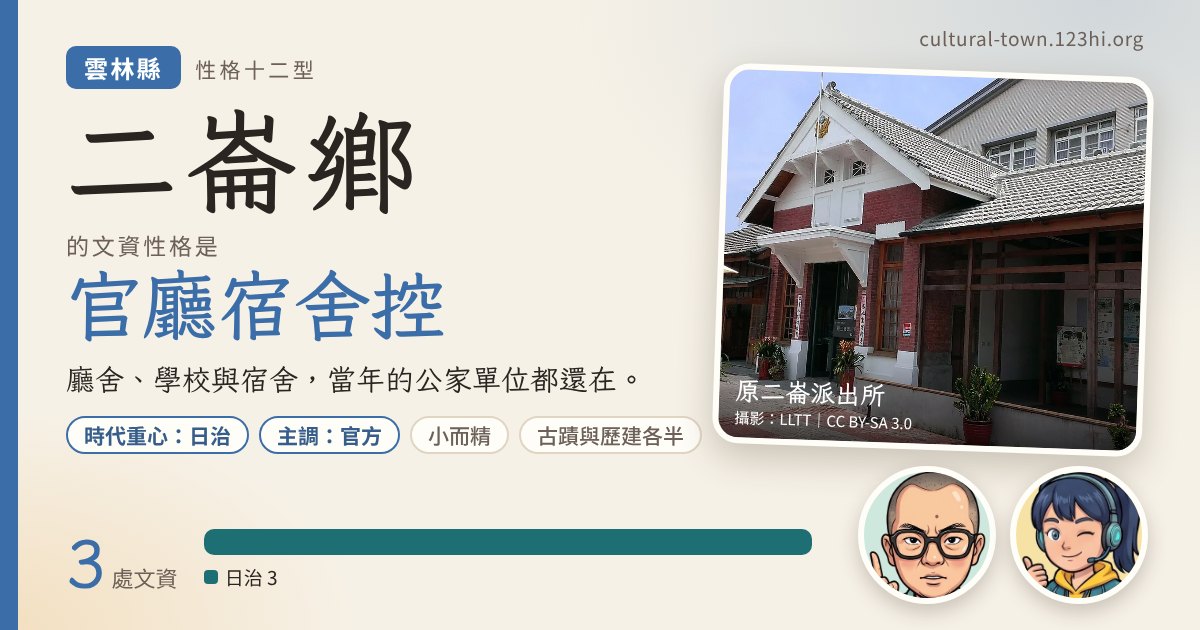 cultural-town.123hi.org
雲林縣 性格十二型
二崙鄉
的文資性格是
官廳宿舍控
廳舍、學校與宿舍，當年的公家單位都還在。
時代重心：日治 主調：官方 小而精 古蹟與歷建各半
原二崙派出所
攝影：LLTT｜CC BY-SA 3.0
3 處文資
日治 3